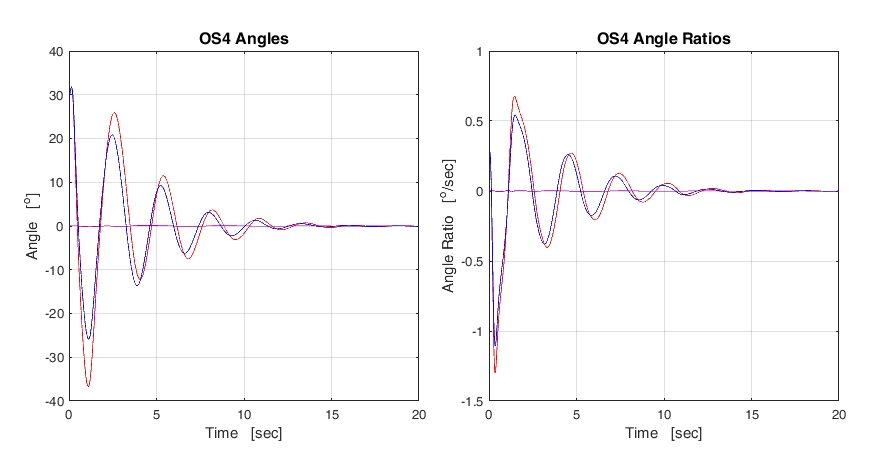 OS4 Angles
40
30
20
10
0
-10
-20
-30
-40
Angle [o]
0 5 10 15 20
Time [sec]
OS4 Angle Ratios
1
0.5
0
-0.5
-1
-1.5
Angle Ratio [o/sec]
0 5 10 15 20
Time [sec]